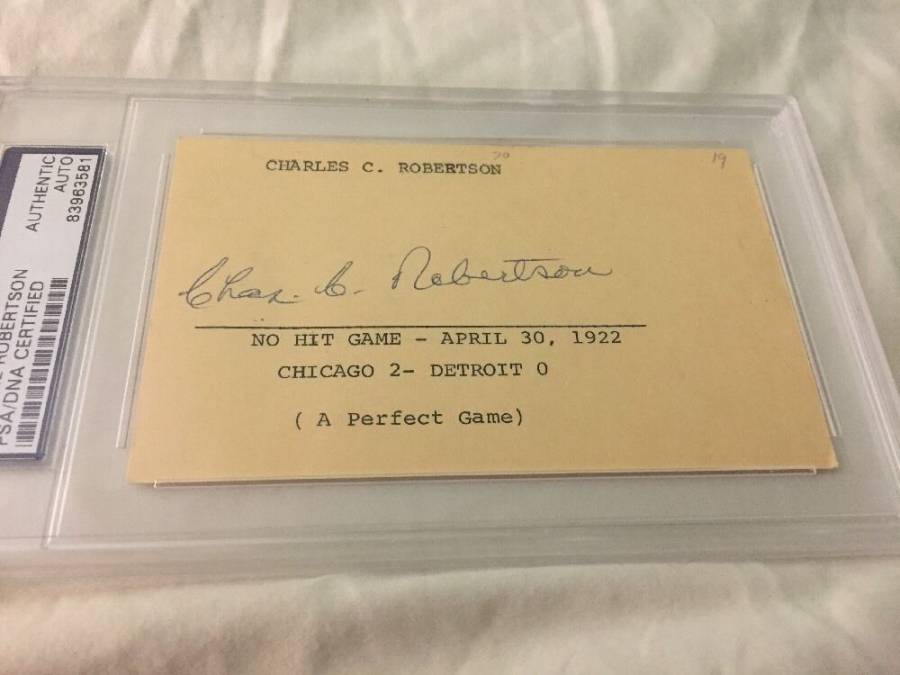 CHARLES C. ROBERTSON
19
Chas. C. Robertson
NO HIT GAME - APRIL 30, 1922
CHICAGO 2- DETROIT 0
( A Perfect Game)
ROBERTSON
PSA/DNA CERTIFIED
AUTHENTIC
AUTO
83963581